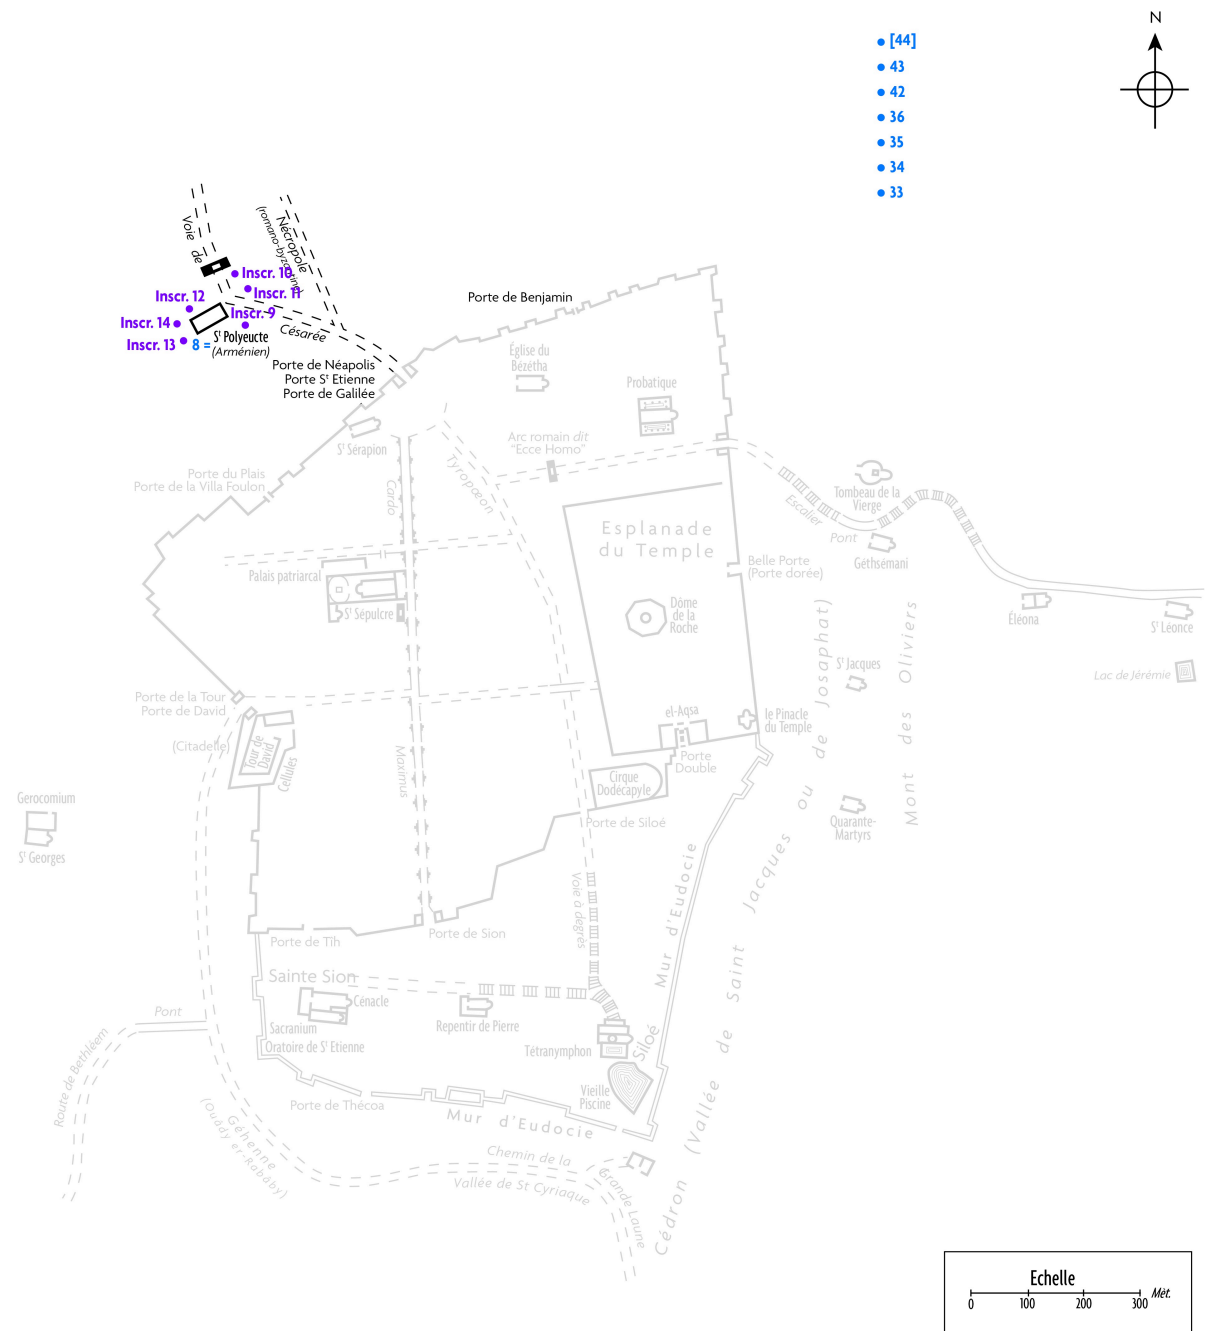 N
[44]
43
42
36
35
34
33
Voie de
Nécropole
(romano-byzantine)
Inscr. 10
Inscr. 11
Inscr. 12
Inscr. 9
Inscr. 14
Inscr. 13
8 =
Sᵗ Polyeucte
(Arménien)
Césarée
Porte de Benjamin
Porte de Néapolis
Porte Sᵗ Etienne
Porte de Galilée
Église du
Bézétha
Probatique
Sᵗ Sérapion
Arc romain dit
“Ecce Homo”
Porte du Plais
Porte de la Villa Foulon
Cardo
Tyropœon
Tombeau de la
Vierge
Escalier
Pont
Géthsémani
Esplanade
du Temple
Belle Porte
(Porte dorée)
Palais patriarcal
Sᵗ Sépulcre
Dôme
de la
Roche
Éléona
Sᵗ Léonce
Sᵗ Jacques
Lac de Jérémie
Mont des Oliviers
Porte de la Tour
Porte de David
(Citadelle)
Tour de
David
Cellules
Maximus
el-Aqsa
le Pinacle
du Temple
Porte
Double
Cirque
Dodécapyle
Porte de Siloé
Quarante-
Martyrs
Gerocomium
Sᵗ Georges
Voie à degrès
Mur d'Eudocie
Cédron (Vallée de Saint Jacques ou de Josaphat)
Porte de Tih
Porte de Sion
Sainte Sion
Cénacle
Sacranium
Oratoire de Sᵗ Etienne
Repentir de Pierre
Tétranymphon
Siloé
Vieille
Piscine
Pont
Route de Bethléem
Porte de Thécoa
Mur d'Eudocie
Géhenne
(Ouâdy er-Rabâby)
Chemin de la
Grande Laune
Vallée de St Cyriaque
Echelle
0 100 200 300 Mèt.